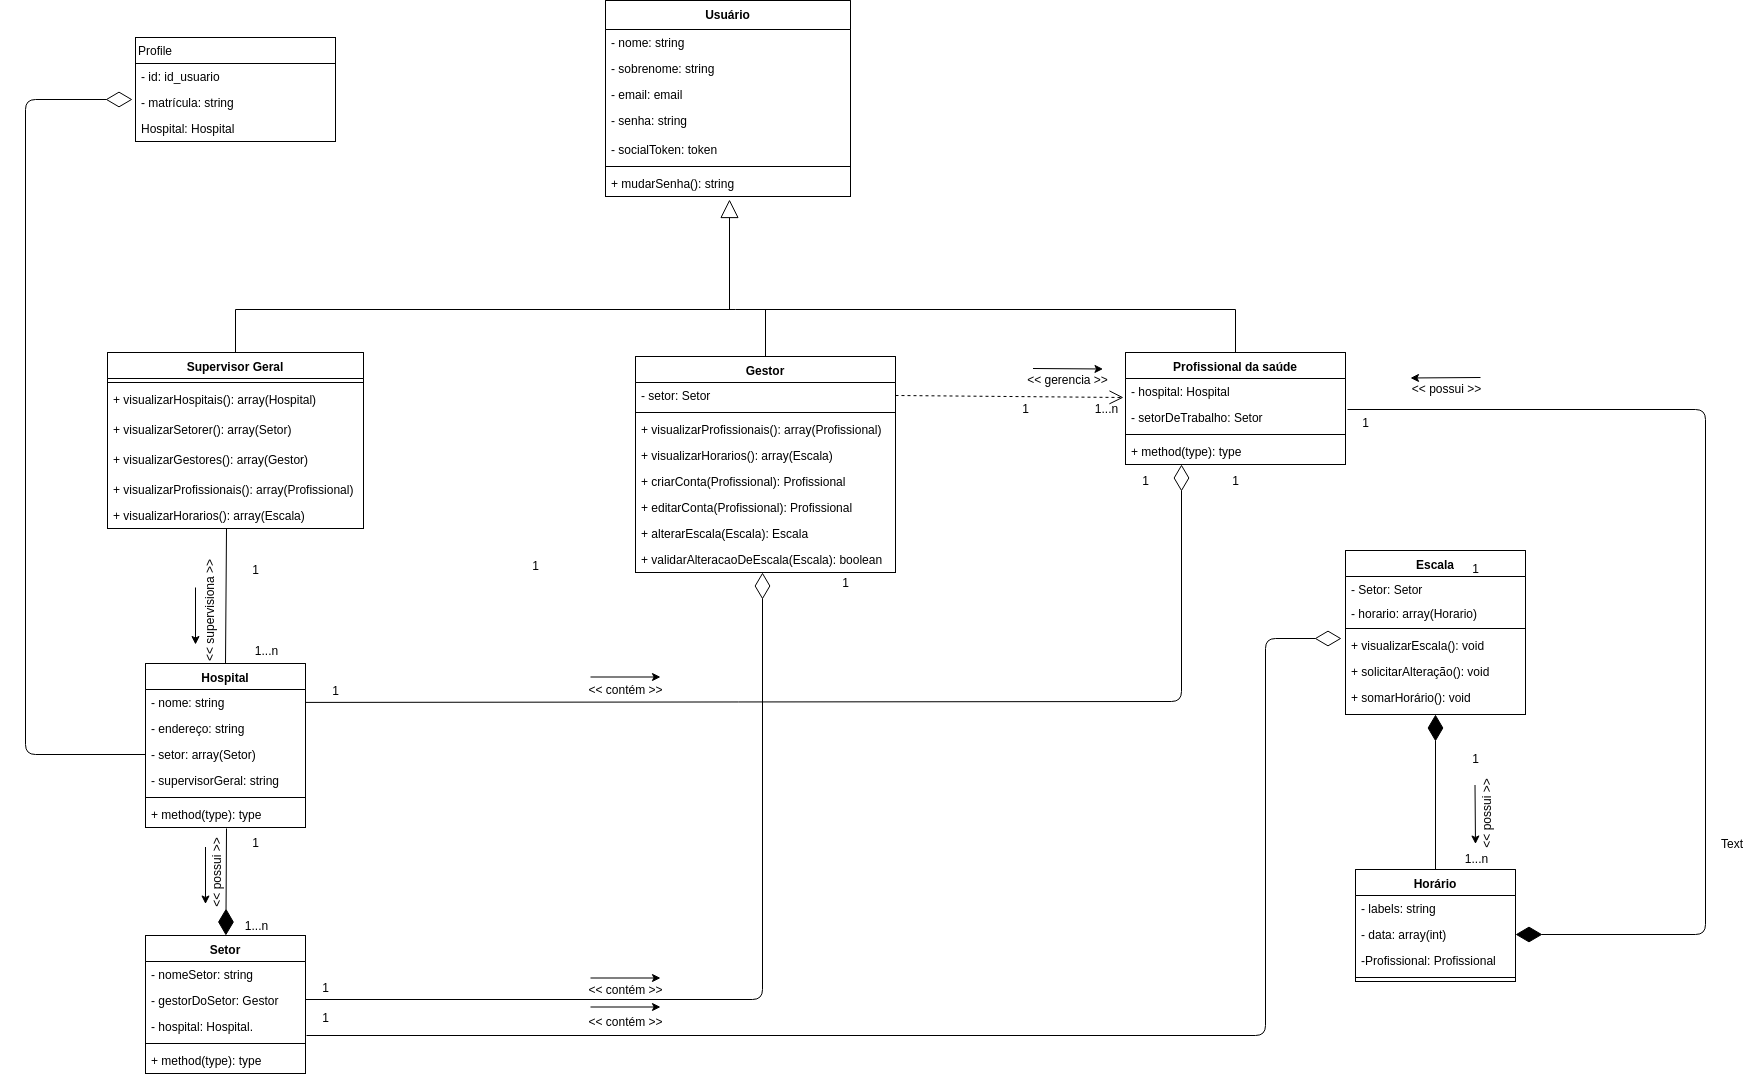 Usuário
- nome: string
- sobrenome: string
- email: email
- senha: string
- socialToken: token
+ mudarSenha(): string
Profile
- id: id_usuario
- matrícula: string
Hospital: Hospital
Supervisor Geral
+ visualizarHospitais(): array(Hospital)
+ visualizarSetorer(): array(Setor)
+ visualizarGestores(): array(Gestor)
+ visualizarProfissionais(): array(Profissional)
+ visualizarHorarios(): array(Escala)
Gestor
- setor: Setor
+ visualizarProfissionais(): array(Profissional)
+ visualizarHorarios(): array(Escala)
+ criarConta(Profissional): Profissional
+ editarConta(Profissional): Profissional
+ alterarEscala(Escala): Escala
+ validarAlteracaoDeEscala(Escala): boolean
<< gerencia >>
1
1...n
Profissional da saúde
- hospital: Hospital
- setorDeTrabalho: Setor
+ method(type): type
<< possui >>
1
1
1
<< supervisiona >>
1
1...n
1
1
Escala
1
- Setor: Setor
- horario: array(Horario)
+ visualizarEscala(): void
+ solicitarAlteração(): void
+ somarHorário(): void
Hospital
- nome: string
- endereço: string
- setor: array(Setor)
- supervisorGeral: string
+ method(type): type
1
<< contém >>
1
<< possui >>
1...n
Text
Horário
- labels: string
- data: array(int)
-Profissional: Profissional
<< possui >>
1
1...n
Setor
- nomeSetor: string
- gestorDoSetor: Gestor
- hospital: Hospital.
+ method(type): type
1
<< contém >>
1
<< contém >>